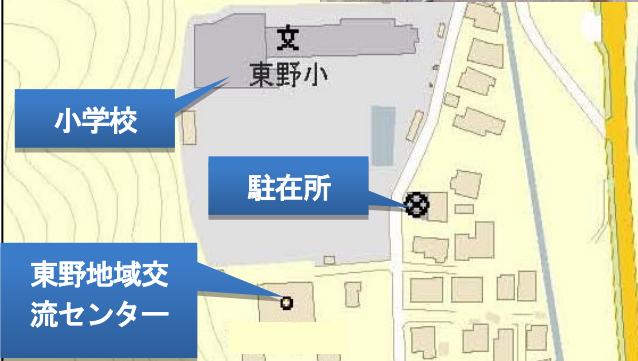 文
東野小
小学校
駐在所
東野地域交
流センター